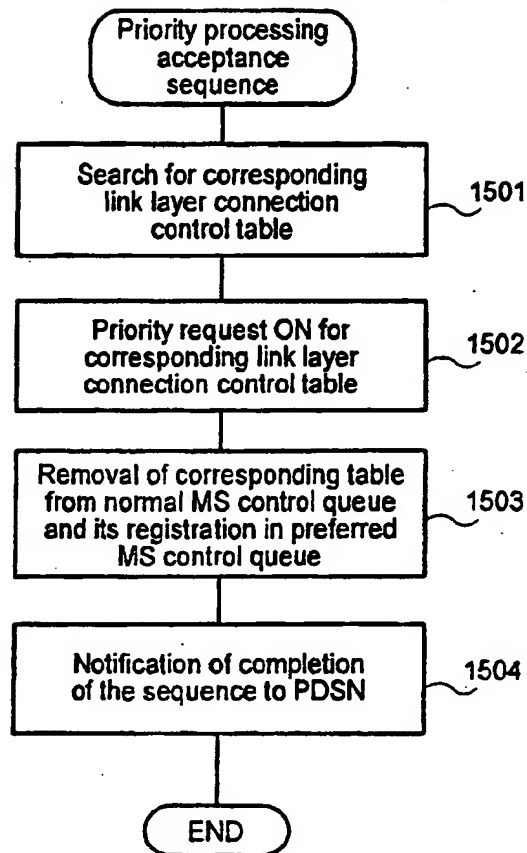 Priority processing
acceptance
sequence
Search for corresponding
link layer connection
control table
1501
Priority request ON for
corresponding link layer
connection control table
1502
Removal of corresponding table
from normal MS control queue
and its registration in preferred
MS control queue
1503
Notification of completion
of the sequence to PDSN
1504
END